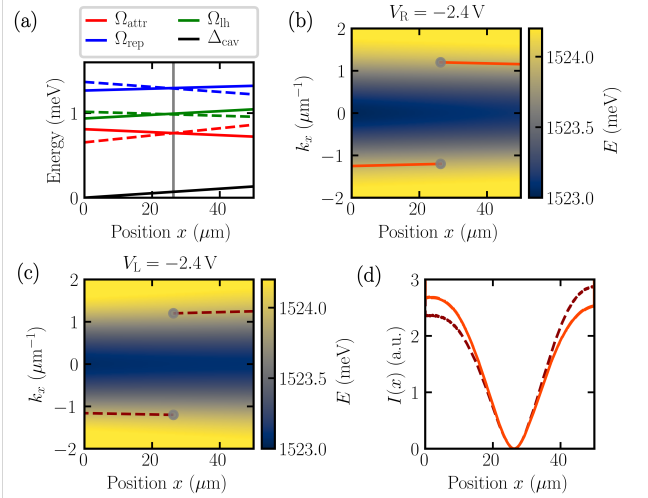 (a)
Ω_attr
Ω_lh
Ω_rep
Δ_cav
Energy (meV)
1
0
0
20
40
Position x (μm)
(b)
V_R = −2.4 V
k_x (μm⁻¹)
2
1
0
−1
−2
0
20
40
Position x (μm)
1524.0
1523.5
1523.0
E (meV)
(c)
V_L = −2.4 V
k_x (μm⁻¹)
2
1
0
−1
−2
0
20
40
Position x (μm)
1524.0
1523.5
1523.0
E (meV)
(d)
I(x) (a.u.)
3
2
1
0
0
20
40
Position x (μm)